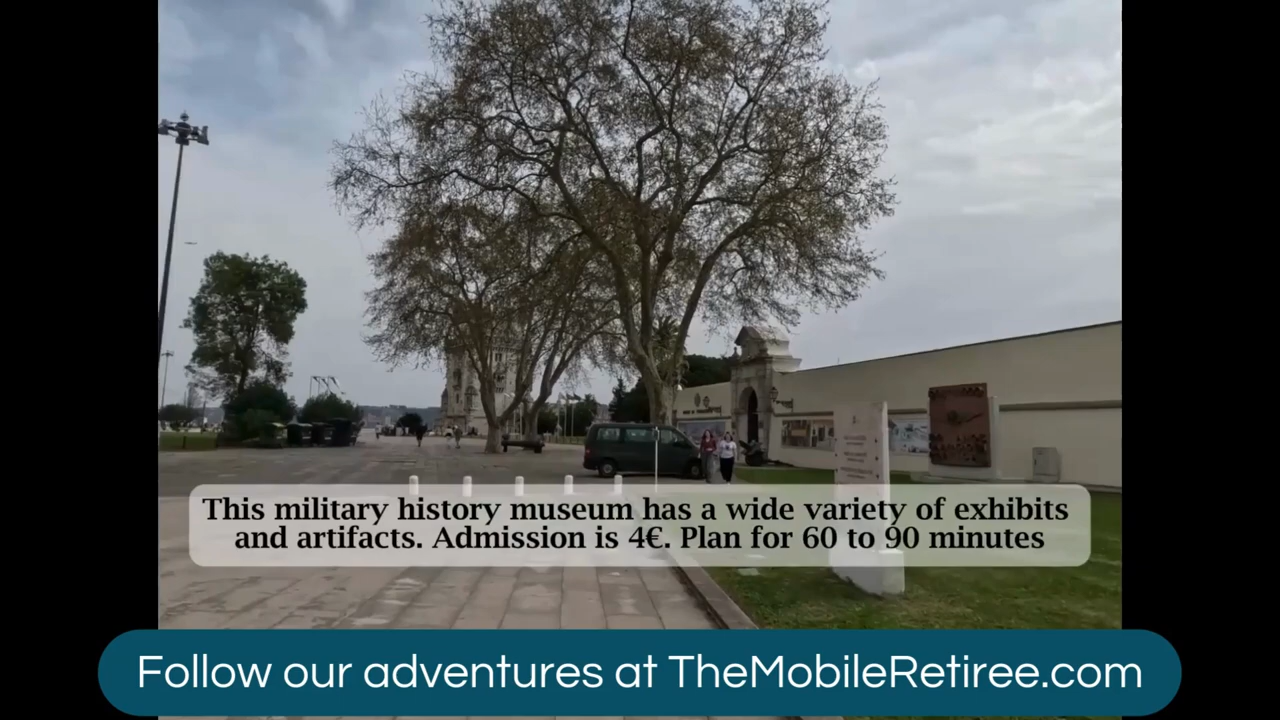 This military history museum has a wide variety of exhibits
and artifacts. Admission is 4€. Plan for 60 to 90 minutes
Follow our adventures at TheMobileRetiree.com